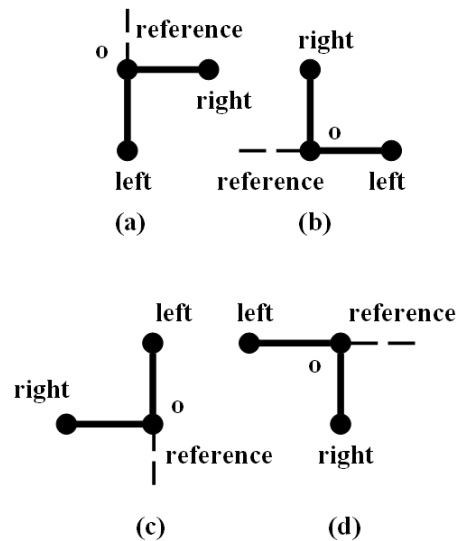 reference
o
right
left
(a)
right
o
reference
left
(b)
left
right
o
reference
(c)
left
reference
o
right
(d)